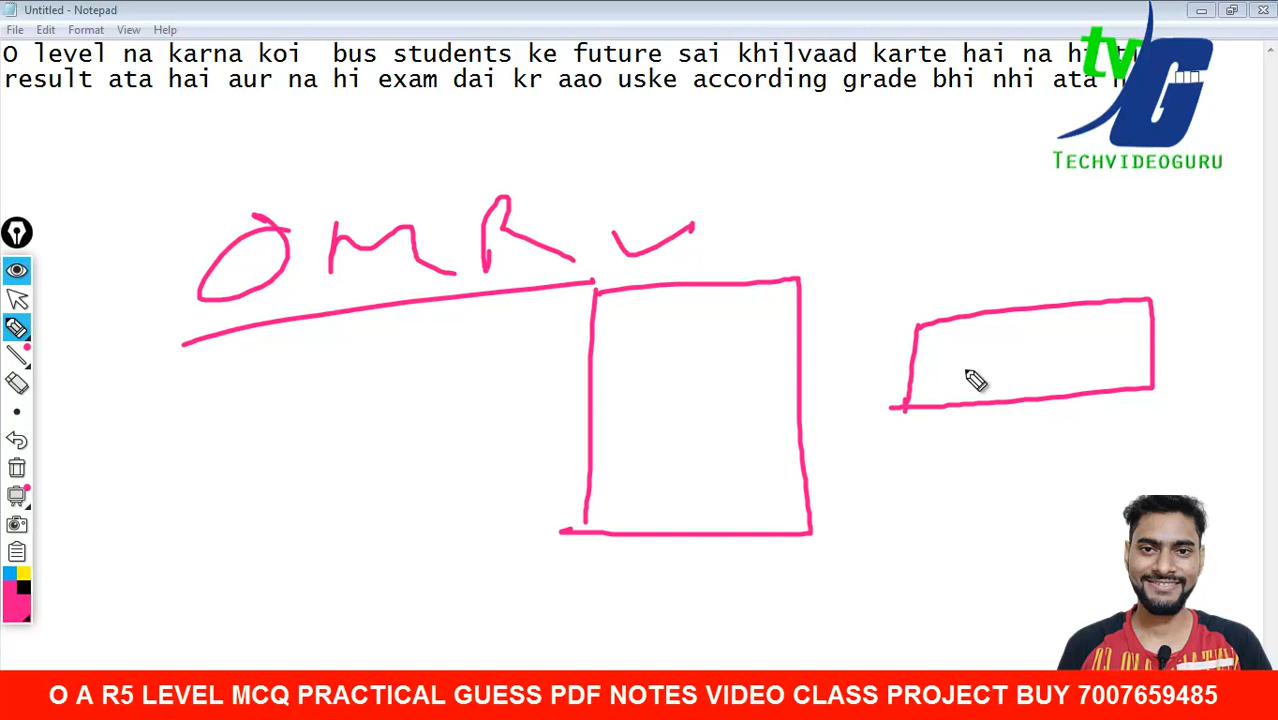 Untitled - Notepad
File Edit Format View Help
O level na karna koi bus students ke future sai khilvaad karte hai na hi
result ata hai aur na hi exam dai kr aao uske according grade bhi nhi ata
tv G
TECHVIDEOGURU
OMR
O A R5 LEVEL MCQ PRACTICAL GUESS PDF NOTES VIDEO CLASS PROJECT BUY 7007659485